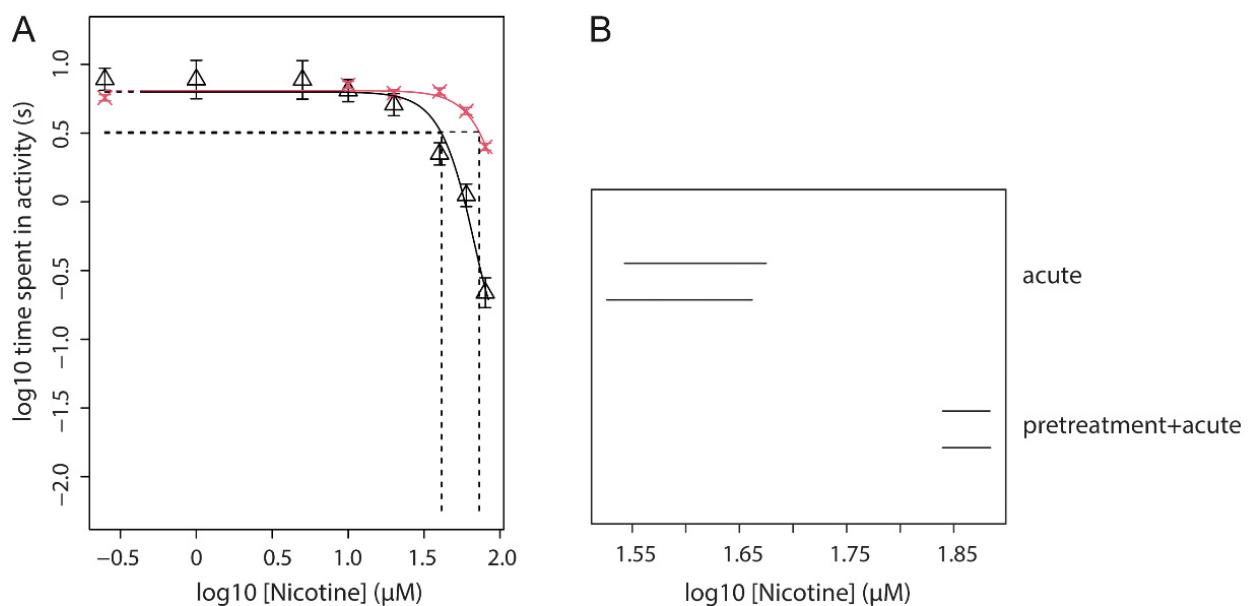 A
log10 time spent in activity (s)
1.0
0.5
0
−0.5
−1.0
−1.5
−2.0
−0.5 0 0.5 1.0 1.5 2.0
log10 [Nicotine] (µM)
B
acute
pretreatment+acute
1.55 1.65 1.75 1.85
log10 [Nicotine] (µM)